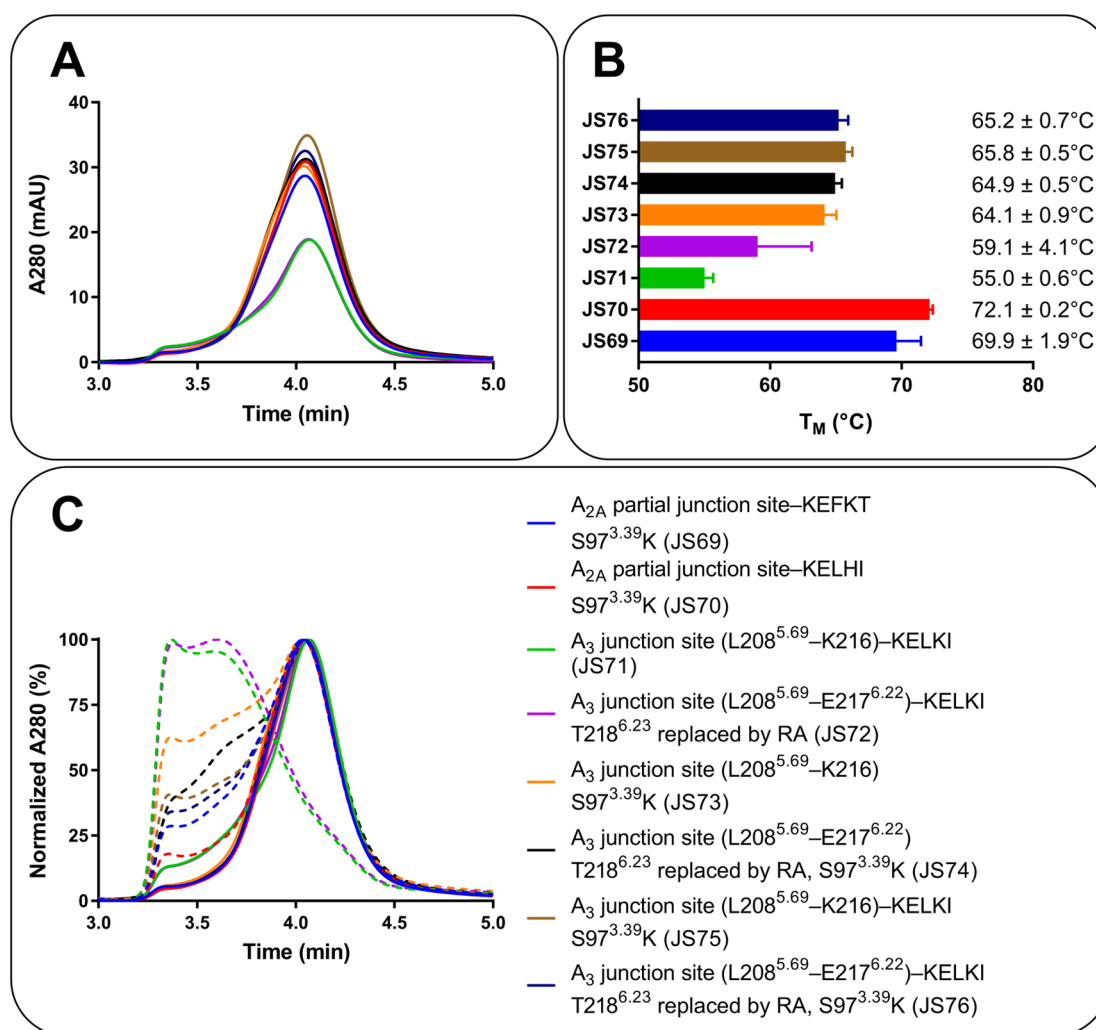 A
40
30
20
10
0
A280 (mAU)
3.0 3.5 4.0 4.5 5.0
Time (min)
B
JS76 65.2 ± 0.7°C
JS75 65.8 ± 0.5°C
JS74 64.9 ± 0.5°C
JS73 64.1 ± 0.9°C
JS72 59.1 ± 4.1°C
JS71 55.0 ± 0.6°C
JS70 72.1 ± 0.2°C
JS69 69.9 ± 1.9°C
50 60 70 80
T_M (°C)
C
100
75
50
25
0
Normalized A280 (%)
3.0 3.5 4.0 4.5 5.0
Time (min)
A₂A partial junction site–KEFKT
S97³·³⁹K (JS69)
A₂A partial junction site–KELHI
S97³·³⁹K (JS70)
A₃ junction site (L208⁵·⁶⁹–K216)–KELKI
(JS71)
A₃ junction site (L208⁵·⁶⁹–E217⁶·²²)–KELKI
T218⁶·²³ replaced by RA (JS72)
A₃ junction site (L208⁵·⁶⁹–K216)
S97³·³⁹K (JS73)
A₃ junction site (L208⁵·⁶⁹–E217⁶·²²)
T218⁶·²³ replaced by RA, S97³·³⁹K (JS74)
A₃ junction site (L208⁵·⁶⁹–K216)–KELKI
S97³·³⁹K (JS75)
A₃ junction site (L208⁵·⁶⁹–E217⁶·²²)–KELKI
T218⁶·²³ replaced by RA, S97³·³⁹K (JS76)